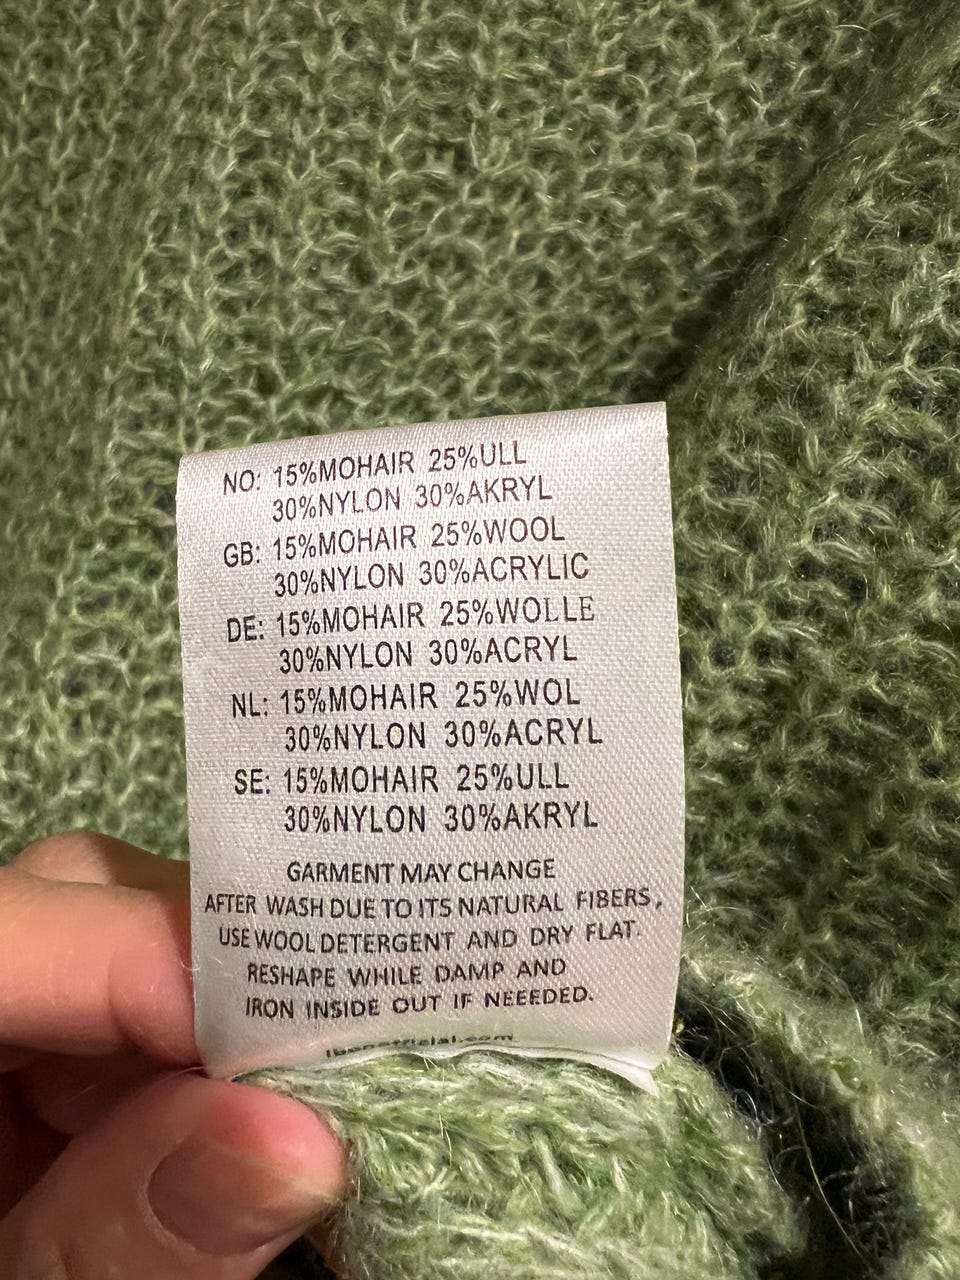 NO: 15%MOHAIR 25%ULL
30%NYLON 30%AKRYL
GB: 15%MOHAIR 25%WOOL
30%NYLON 30%ACRYLIC
DE: 15%MOHAIR 25%WOLLE
30%NYLON 30%ACRYL
NL: 15%MOHAIR 25%WOL
30%NYLON 30%ACRYL
SE: 15%MOHAIR 25%ULL
30%NYLON 30%AKRYL
GARMENT MAY CHANGE
AFTER WASH DUE TO ITS NATURAL FIBERS,
USE WOOL DETERGENT AND DRY FLAT.
RESHAPE WHILE DAMP AND
IRON INSIDE OUT IF NEEEDED.